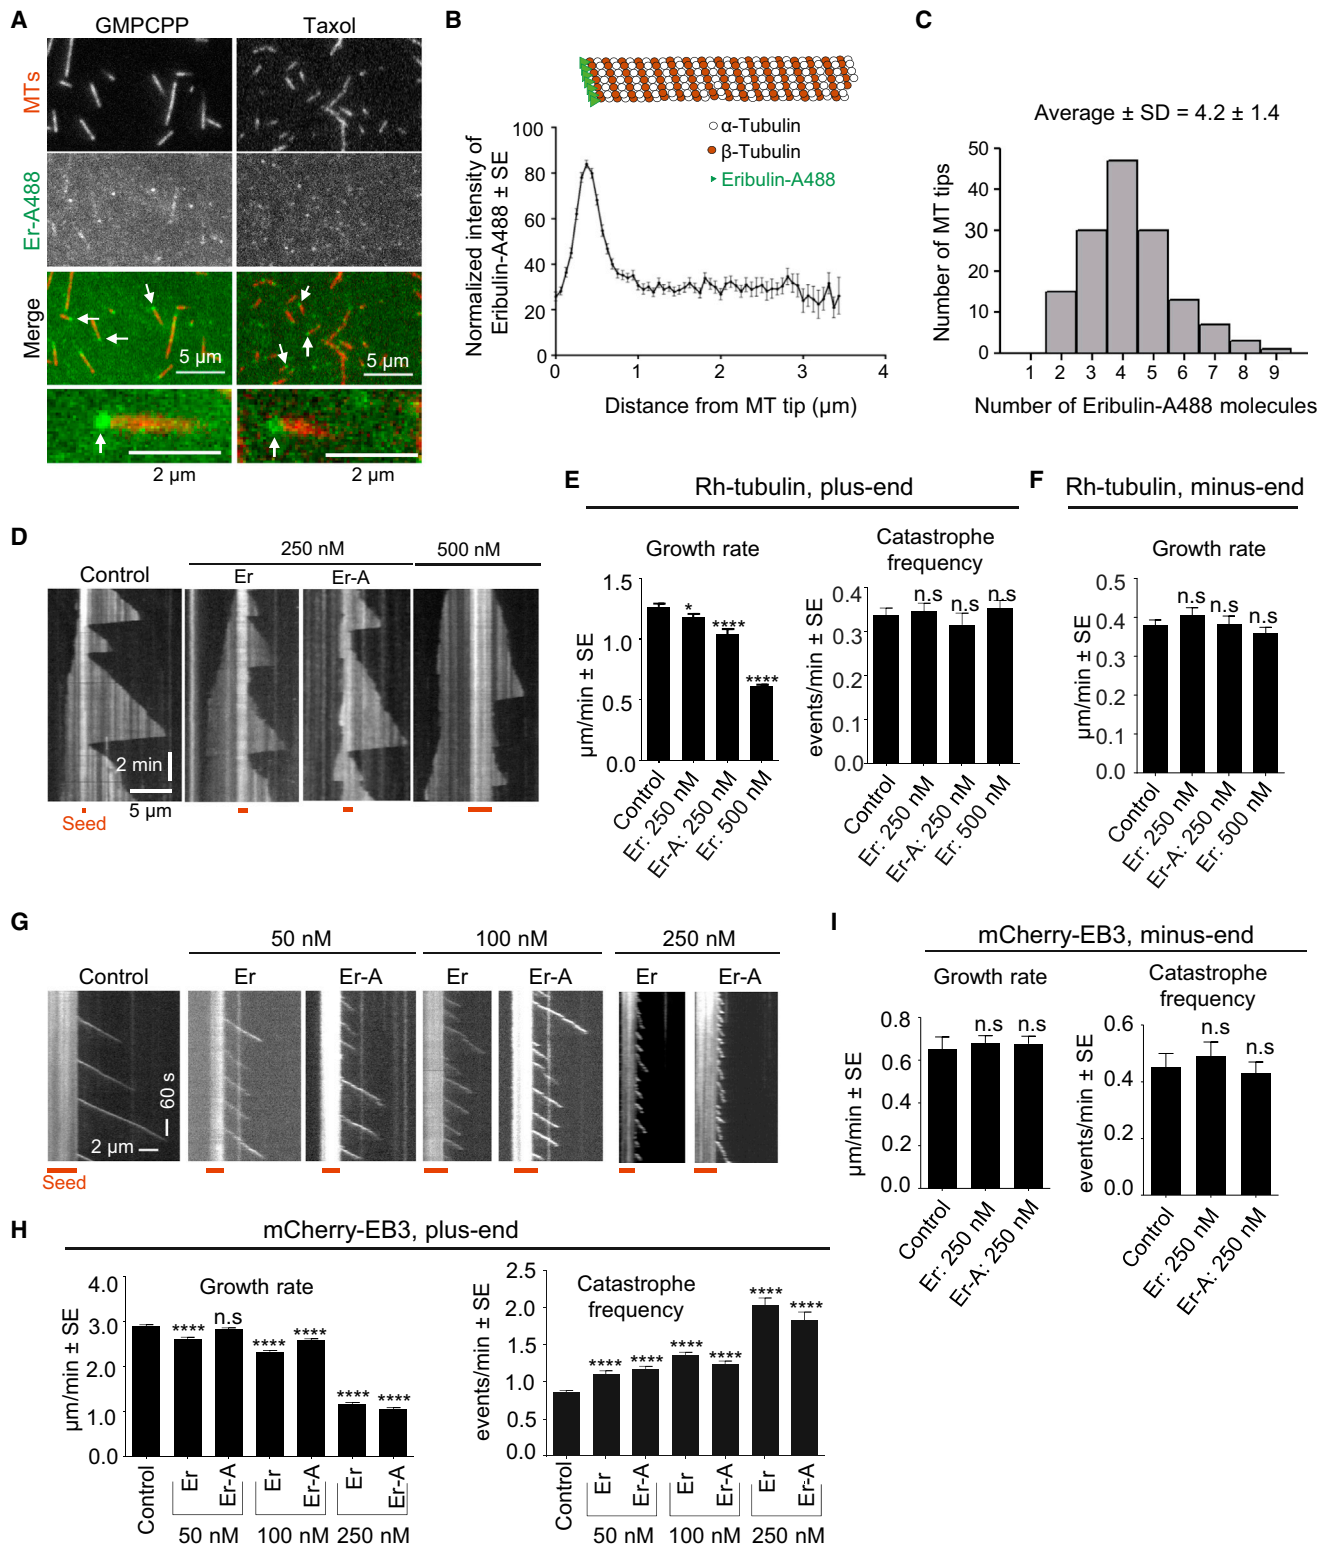 A
GMPCPP
Taxol
MTs
Er-A488
Merge
5 µm
5 µm
2 µm
2 µm
B
α-Tubulin
β-Tubulin
Eribulin-A488
Normalized intensity of
Eribulin-A488 ± SE
100
80
60
40
20
0
0
1
2
3
4
Distance from MT tip (µm)
C
Average ± SD = 4.2 ± 1.4
Number of MT tips
50
40
30
20
10
0
1
2
3
4
5
6
7
8
9
Number of Eribulin-A488 molecules
D
250 nM
500 nM
Control
Er
Er-A
2 min
5 µm
Seed
E
Rh-tubulin, plus-end
Growth rate
µm/min ± SE
1.5
1.0
0.5
0.0
*
****
****
Control
Er: 250 nM
Er-A: 250 nM
Er: 500 nM
Catastrophe
frequency
events/min ± SE
0.4
0.3
0.2
0.1
0.0
n.s
n.s
n.s
Control
Er: 250 nM
Er-A: 250 nM
Er: 500 nM
F
Rh-tubulin, minus-end
Growth rate
µm/min ± SE
0.5
0.4
0.3
0.2
0.1
0.0
n.s
n.s
n.s
Control
Er: 250 nM
Er-A: 250 nM
Er: 500 nM
G
50 nM
100 nM
250 nM
Control
Er
Er-A
Er
Er-A
Er
Er-A
60 s
2 µm
Seed
H
mCherry-EB3, plus-end
Growth rate
µm/min ± SE
4.0
3.0
2.0
1.0
0.0
****
n.s
****
****
****
****
Control
Er
Er-A
Er
Er-A
Er
Er-A
50 nM
100 nM
250 nM
Catastrophe
frequency
events/min ± SE
2.5
2.0
1.5
1.0
0.5
0.0
****
****
****
****
****
****
Control
Er
Er-A
Er
Er-A
Er
Er-A
50 nM
100 nM
250 nM
I
mCherry-EB3, minus-end
Growth rate
µm/min ± SE
0.8
0.6
0.4
0.2
0.0
n.s
n.s
Control
Er: 250 nM
Er-A: 250 nM
Catastrophe
frequency
events/min ± SE
0.6
0.4
0.2
0.0
n.s
n.s
Control
Er: 250 nM
Er-A: 250 nM